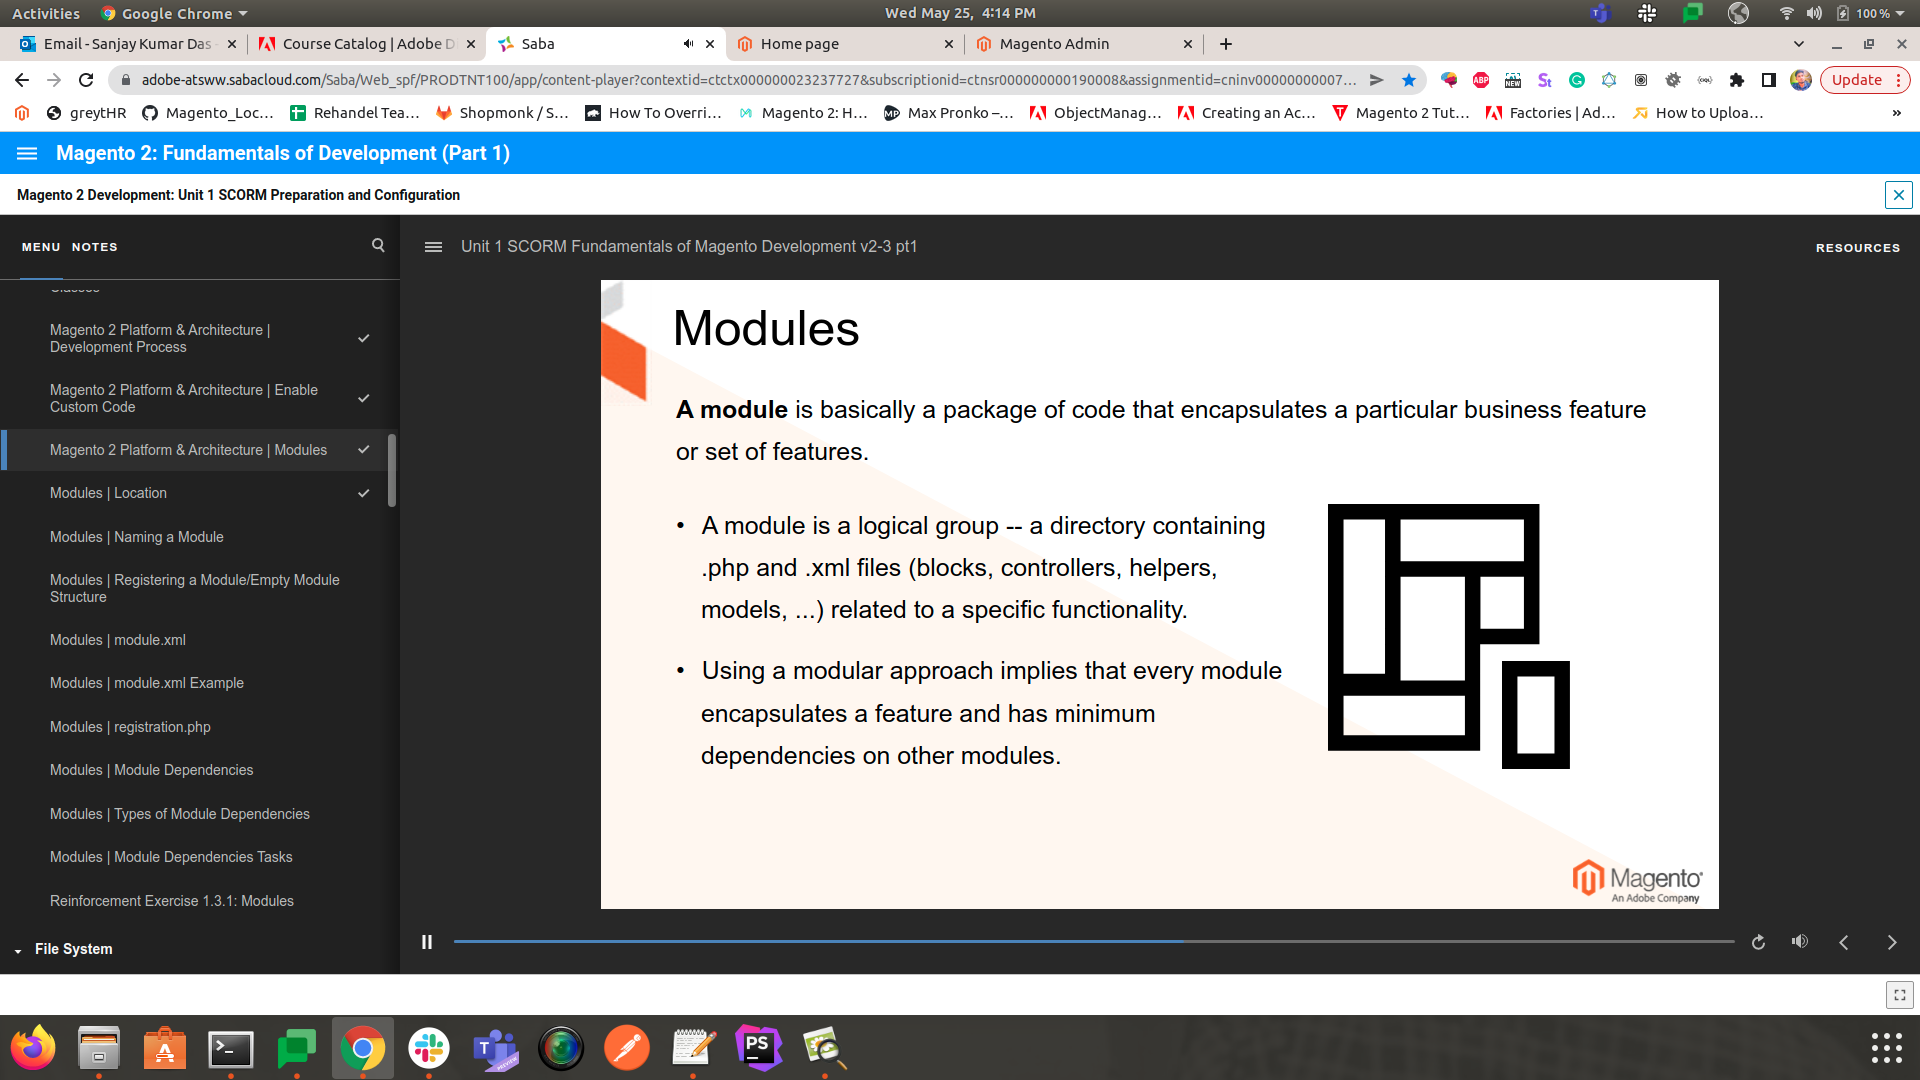 Activities Google Chrome Wed May 25, 4:14 PM 100 %
Email - Sanjay Kumar Das - Course Catalog | Adobe D Saba Home page Magento Admin
adobe-atsww.sabacloud.com/Saba/Web_spf/PRODTNT100/app/content-player?contextid=ctctx000000023237727&subscriptionid=ctnsr000000000190008&assignmentid=cninv00000000007... ABP NEW Update
greytHR Magento_Loc... Rehandel Tea... Shopmonk / S... How To Overri... Magento 2: H... Max Pronko –... ObjectManag... Creating an Ac... Magento 2 Tut... Factories | Ad... How to Uploa... »
Magento 2: Fundamentals of Development (Part 1)
Magento 2 Development: Unit 1 SCORM Preparation and Configuration
MENU NOTES
Unit 1 SCORM Fundamentals of Magento Development v2-3 pt1
RESOURCES
Magento 2 Platform & Architecture |
Development Process
Magento 2 Platform & Architecture | Enable
Custom Code
Magento 2 Platform & Architecture | Modules
Modules | Location
Modules | Naming a Module
Modules | Registering a Module/Empty Module
Structure
Modules | module.xml
Modules | module.xml Example
Modules | registration.php
Modules | Module Dependencies
Modules | Types of Module Dependencies
Modules | Module Dependencies Tasks
Reinforcement Exercise 1.3.1: Modules
File System
Modules
A module is basically a package of code that encapsulates a particular business feature
or set of features.
• A module is a logical group -- a directory containing
.php and .xml files (blocks, controllers, helpers,
models, ...) related to a specific functionality.
• Using a modular approach implies that every module
encapsulates a feature and has minimum
dependencies on other modules.
Magento
An Adobe Company